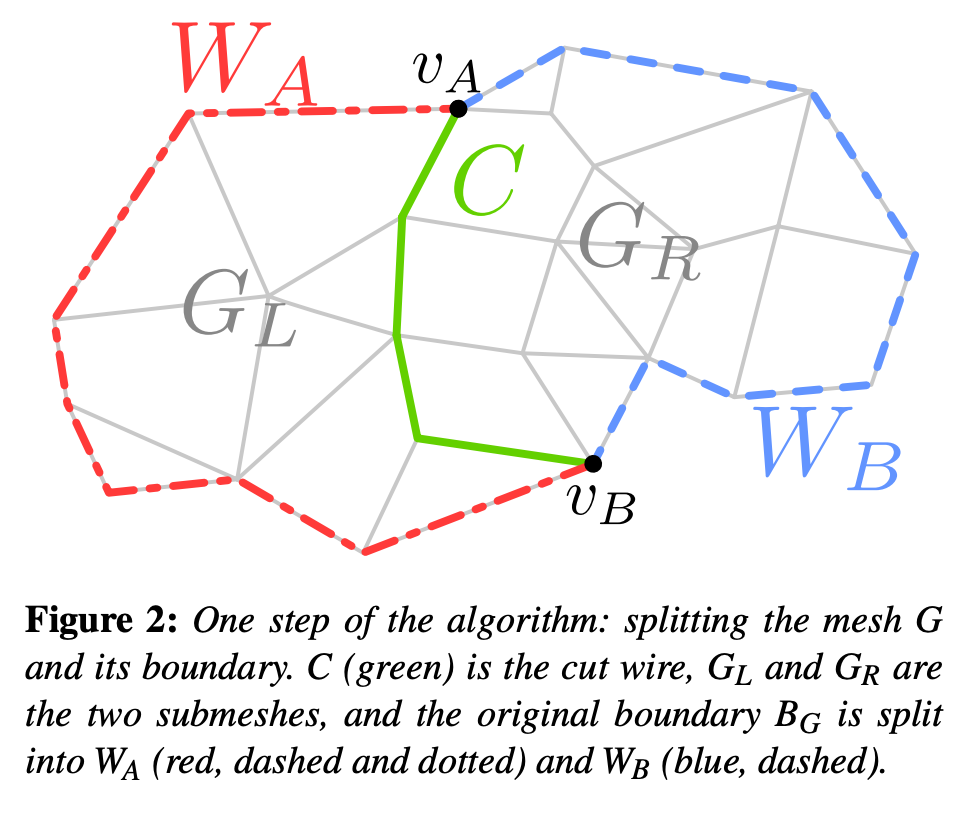 W_A
v_A
C
G_R
G_L
W_B
v_B
Figure 2: One step of the algorithm: splitting the mesh G
and its boundary. C (green) is the cut wire, G_L and G_R are
the two submeshes, and the original boundary B_G is split
into W_A (red, dashed and dotted) and W_B (blue, dashed).